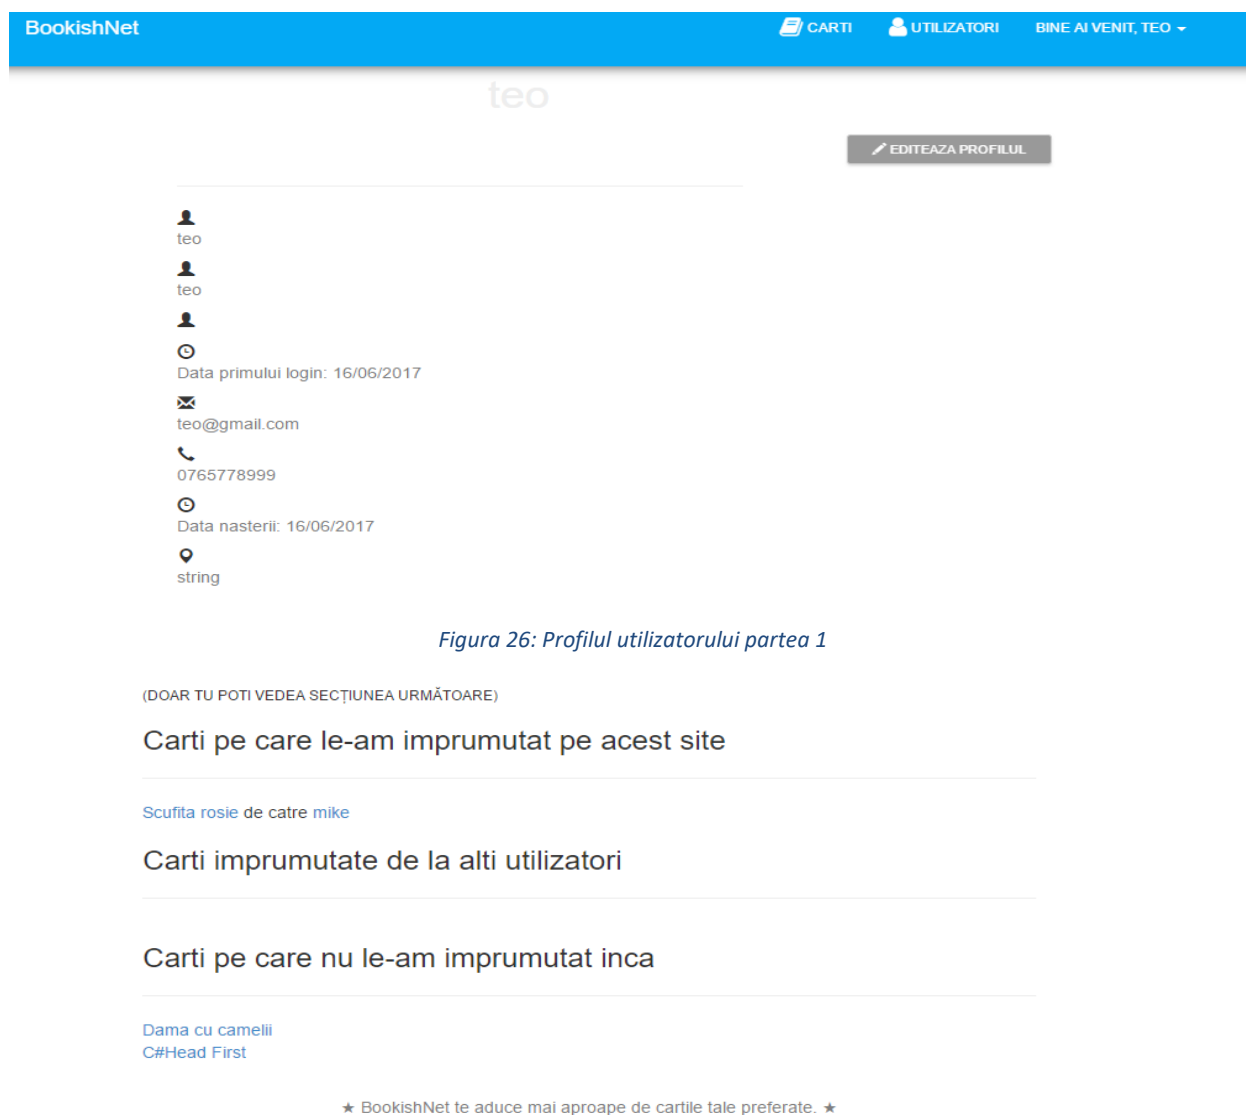 BookishNet CARTI UTILIZATORI BINE AI VENIT, TEO
teo
EDITEAZA PROFILUL
teo
teo
Data primului login: 16/06/2017
teo@gmail.com
0765778999
Data nasterii: 16/06/2017
string
Figura 26: Profilul utilizatorului partea 1
(DOAR TU POTI VEDEA SECȚIUNEA URMĂTOARE)
Carti pe care le-am imprumutat pe acest site
Scufita rosie de catre mike
Carti imprumutate de la alti utilizatori
Carti pe care nu le-am imprumutat inca
Dama cu camelii
C#Head First
★ BookishNet te aduce mai aproape de cartile tale preferate. ★